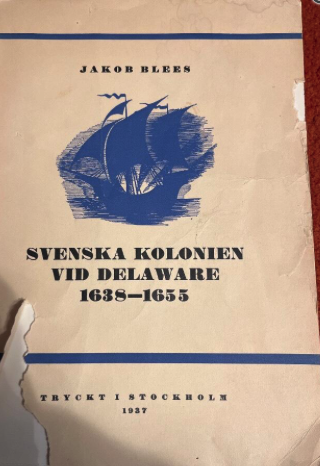 JAKOB BLEES
SVENSKA KOLONIEN
VID DELAWARE
1638—1655
TRYCKT I STOCKHOLM
1937